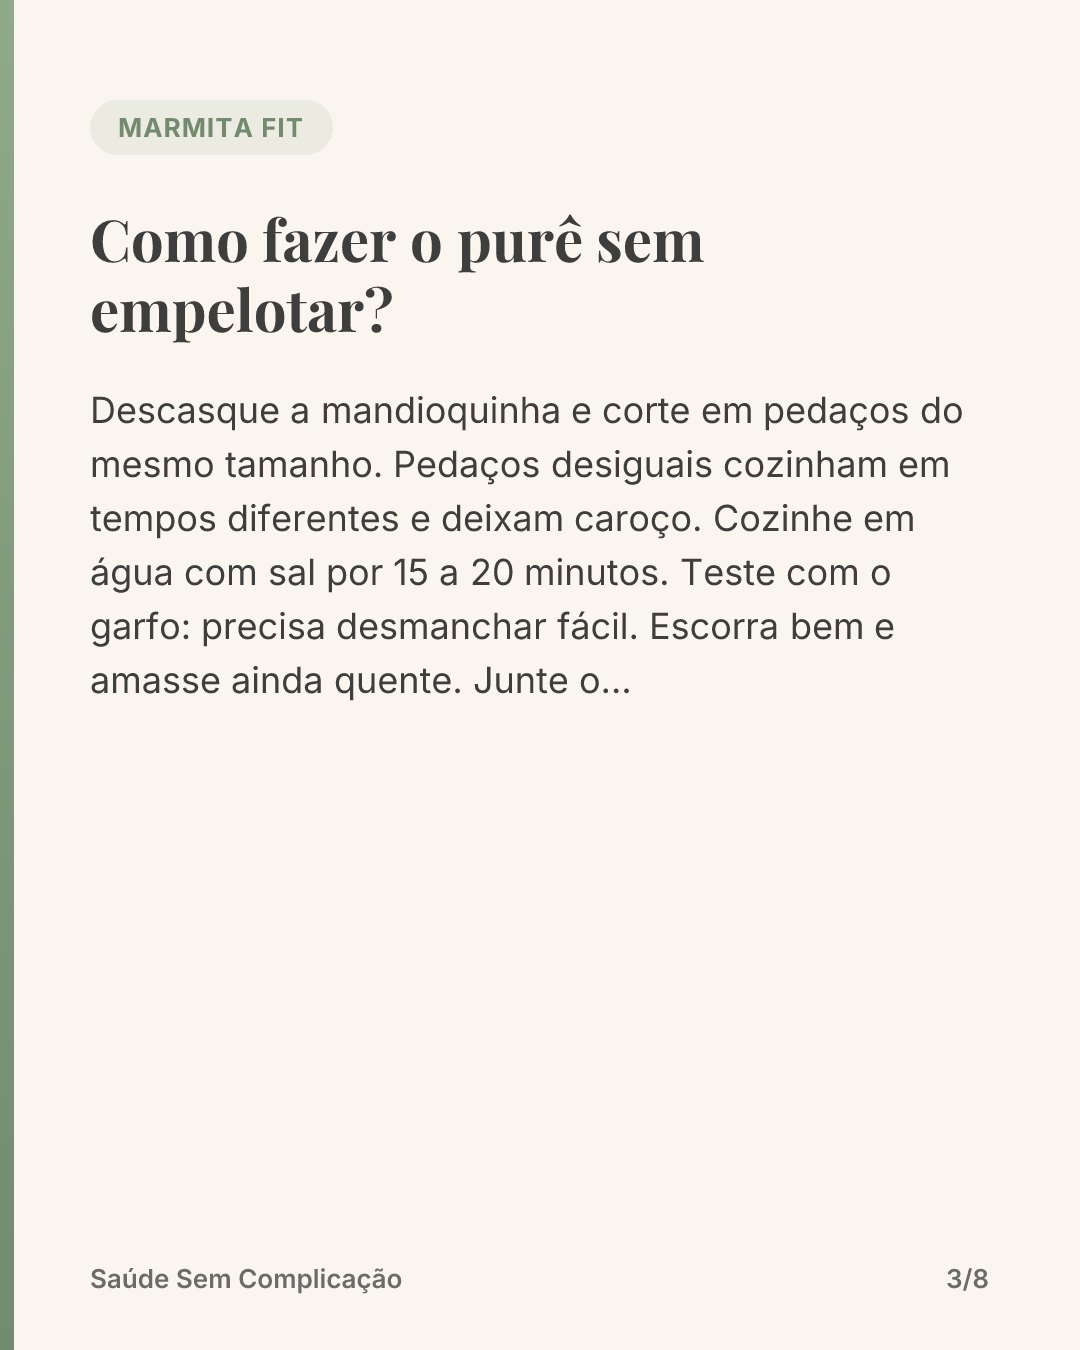 MARMITA FIT
Como fazer o purê sem
empelotar?
Descasque a mandioquinha e corte em pedaços do
mesmo tamanho. Pedaços desiguais cozinham em
tempos diferentes e deixam caroço. Cozinhe em
água com sal por 15 a 20 minutos. Teste com o
garfo: precisa desmanchar fácil. Escorra bem e
amasse ainda quente. Junte o...
Saúde Sem Complicação
3/8